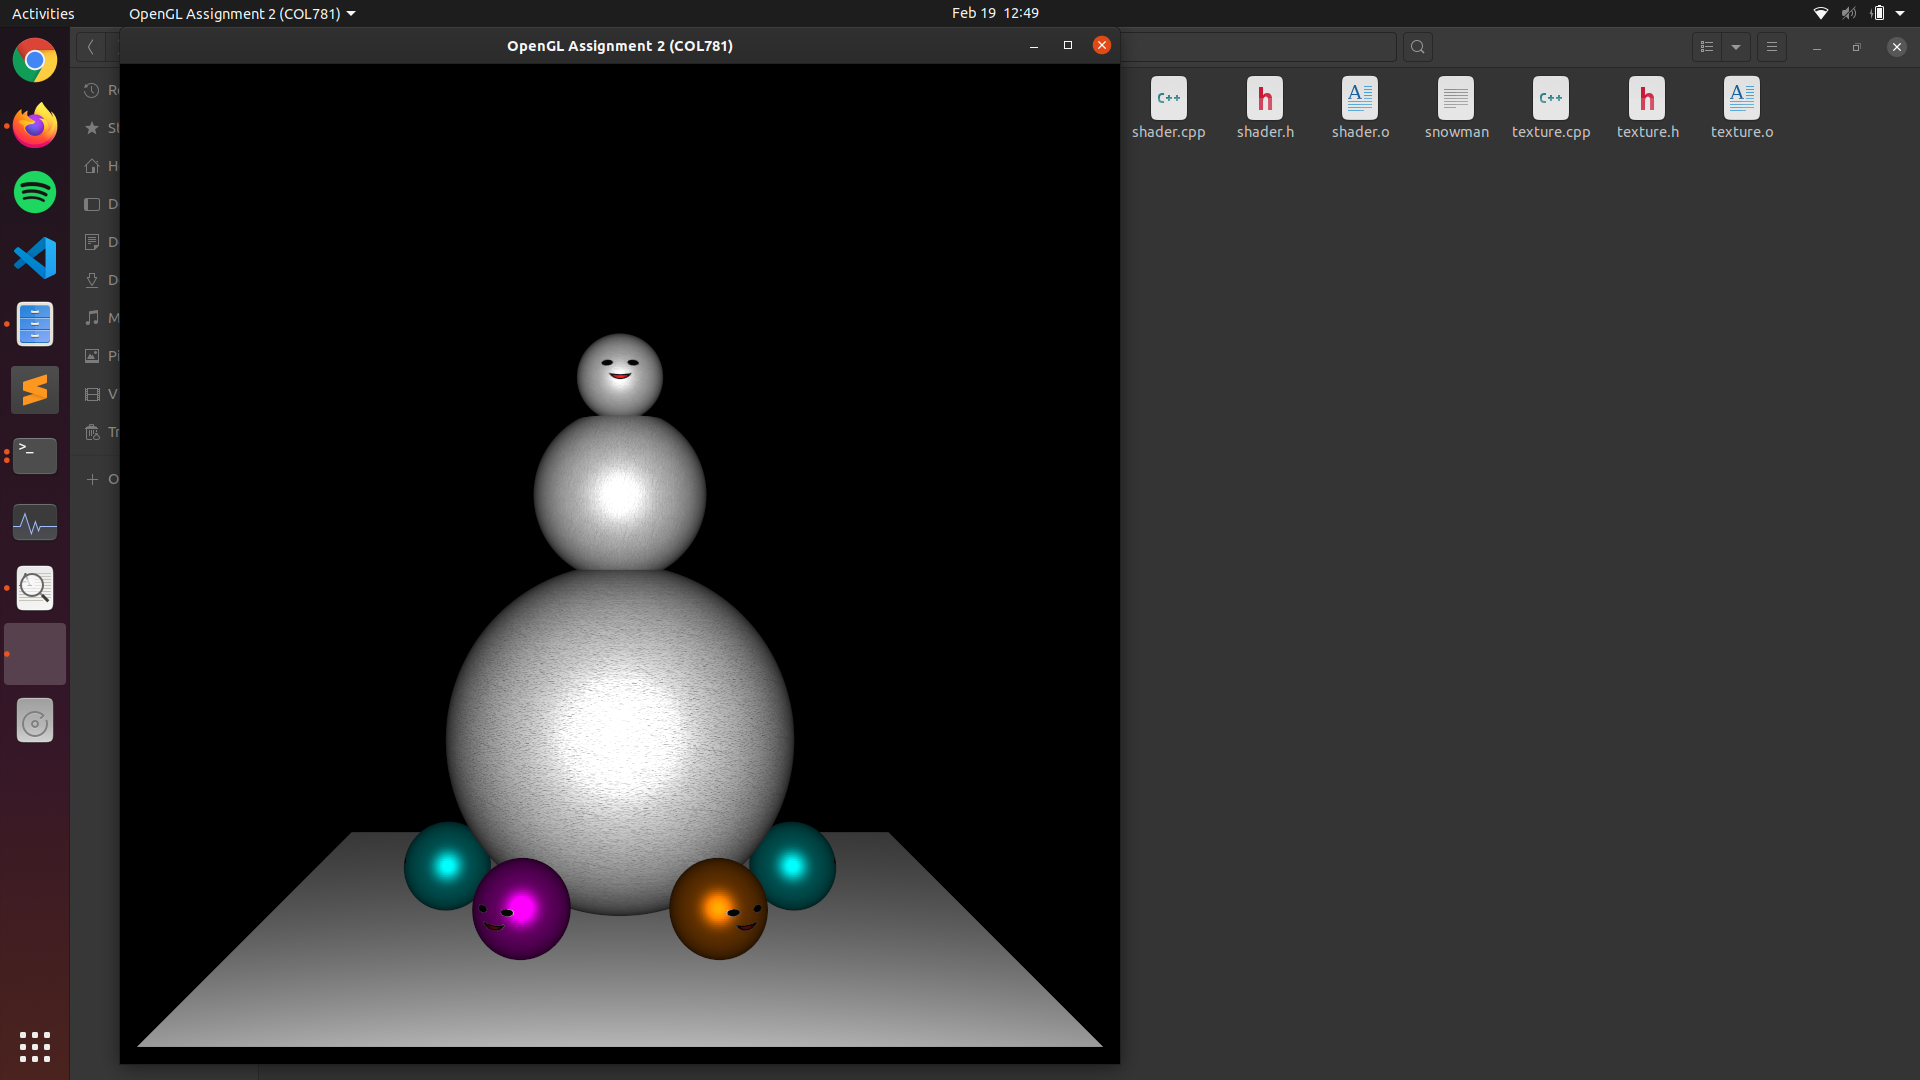 Activities
OpenGL Assignment 2 (COL781)
Feb 19 12:49
OpenGL Assignment 2 (COL781)
C++
h
A
C++
h
A
shader.cpp
shader.h
shader.o
snowman
texture.cpp
texture.h
texture.o
R
St
H
D
D
D
M
Pi
V
Tr
O
>_